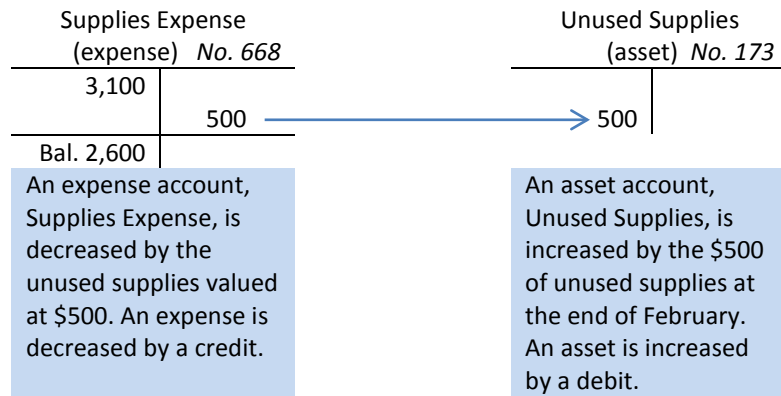 Supplies Expense
(expense) No. 668
3,100
500
Bal. 2,600
An expense account,
Supplies Expense, is
decreased by the
unused supplies valued
at $500. An expense is
decreased by a credit.
Unused Supplies
(asset) No. 173
500
An asset account,
Unused Supplies, is
increased by the $500
of unused supplies at
the end of February.
An asset is increased
by a debit.